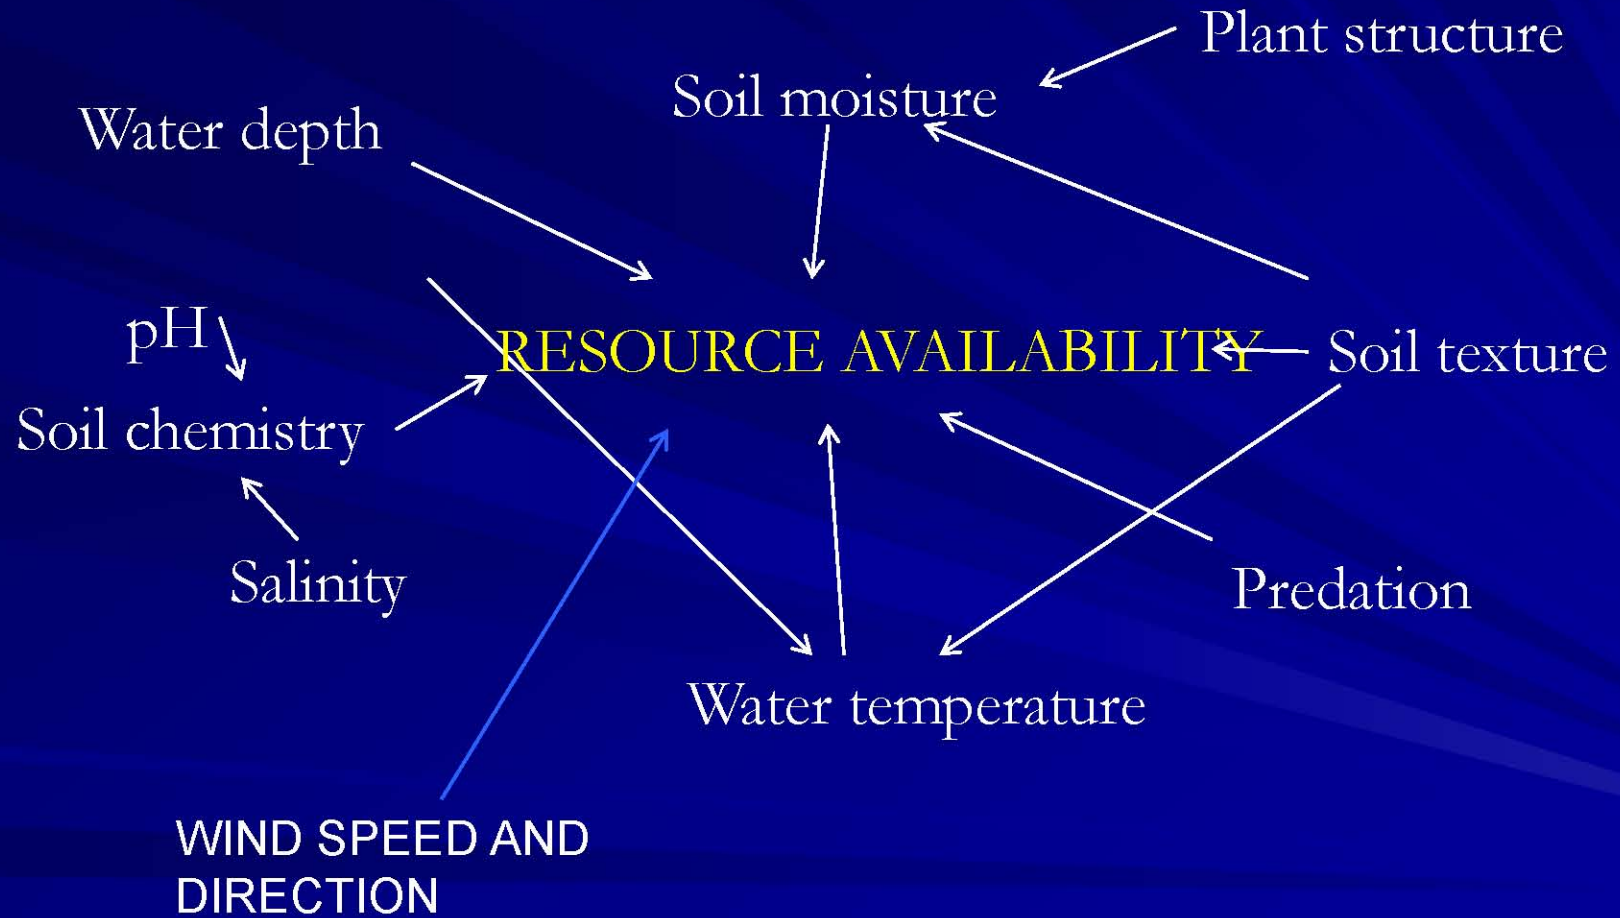 Plant structure
Soil moisture
Water depth
pH
RESOURCE AVAILABILITY
Soil texture
Soil chemistry
Salinity
Predation
Water temperature
WIND SPEED AND
DIRECTION